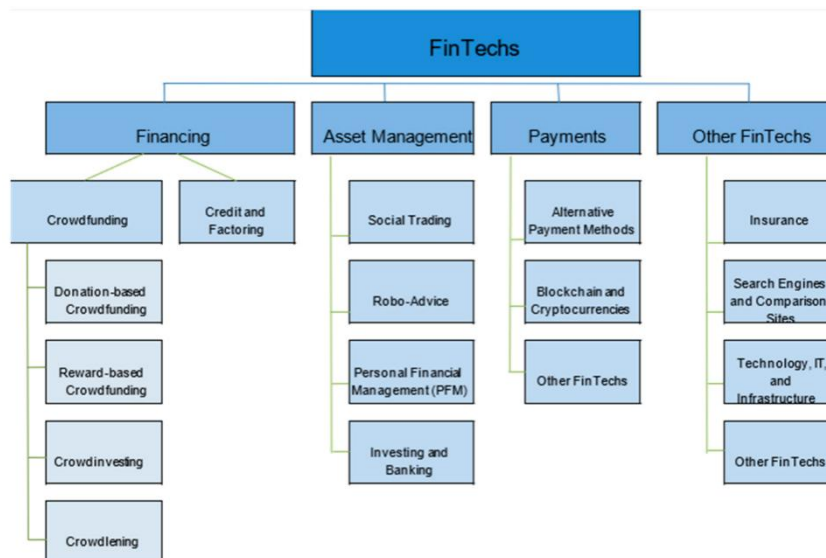 FinTechs
Financing
Asset Management
Payments
Other FinTechs
Crowdfunding
Credit and
Factoring
Social Trading
Alternative
Payment Methods
Insurance
Donation-based
Crowdfunding
Robo-Advice
Blockchain and
Cryptocurrencies
Search Engines
and Comparison
Sites
Reward-based
Crowdfunding
Personal Financial
Management (PFM)
Other FinTechs
Technology, IT,
and
Infrastructure
Crowdinvesting
Investing and
Banking
Other FinTechs
Crowdlening